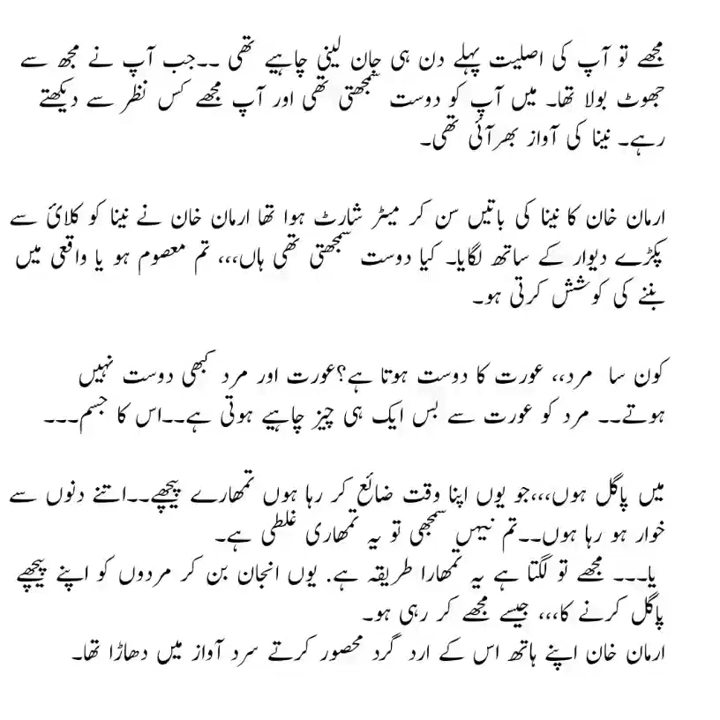 مجھے تو آپ کی اصلیت پہلے دن ہی جان لینی چاہیے تھی ۔۔جب آپ نے مجھ سے
جھوٹ بولا تھا۔ میں آپ کو دوست سمجھتی تھی اور آپ مجھے کس نظر سے دیکھتے
رہے۔ نینا کی آواز بھرآئی تھی۔
ارمان خان کا نینا کی باتیں سن کر میٹر شارٹ ہوا تھا ارمان خان نے نینا کو کلائ سے
پکڑے دیوار کے ساتھ لگایا۔ کیا دوست سمجھتی تھی ہاں،،، تم معصوم ہو یا واقعی میں
بننے کی کوشش کرتی ہو۔
کون سا مرد،، عورت کا دوست ہوتا ہے؟عورت اور مرد کبھی دوست نہیں
ہوتے۔۔ مرد کو عورت سے بس ایک ہی چیز چاہیے ہوتی ہے۔۔اس کا جسم۔۔۔
میں پاگل ہوں،،،جو یوں اپنا وقت ضائع کر رہا ہوں تمھارے پیچھے۔۔اتنے دنوں سے
خوار ہو رہا ہوں۔۔تم نیہں سمجھی تو یہ تمھاری غلطی ہے۔
یا۔۔۔ مجھے تو لگتا ہے یہ تمھارا طریقہ ہے. یوں انجان بن کر مردوں کو اپنے پیچھے
پاگل کرنے کا،،، جیسے مجھے کر رہی ہو۔
ارمان خان اپنے ہاتھ اس کے ارد گرد محصور کرتے سرد آواز میں دھاڑا تھا۔